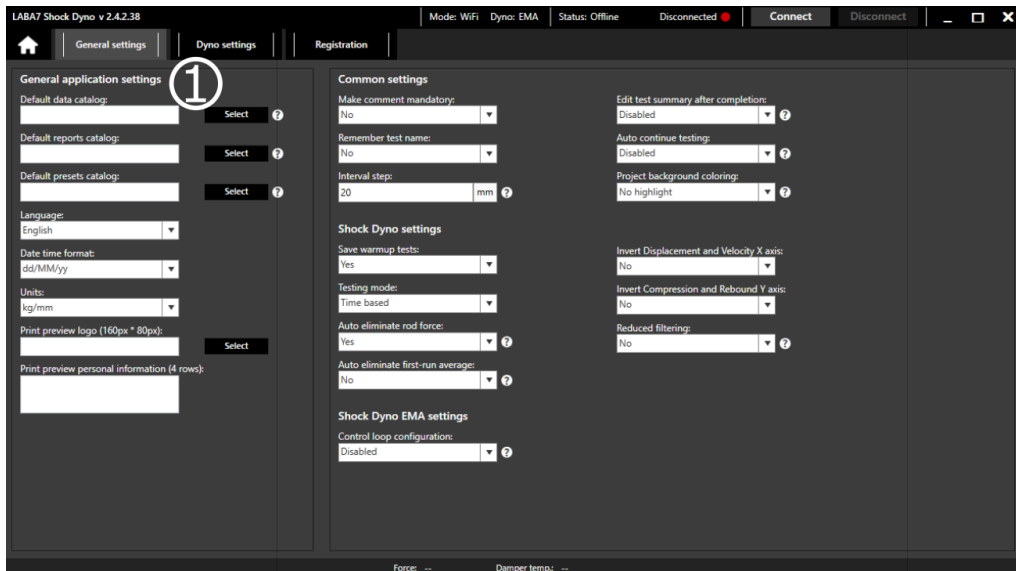 LABA7 Shock Dyno v 2.4.2.38
Mode: WiFi Dyno: EMA Status: Offline Disconnected Connect Disconnect
General settings Dyno settings Registration
1
General application settings
Default data catalog:
Select ?
Default reports catalog:
Select ?
Default presets catalog:
Select ?
Language:
English
Date time format:
dd/MM/yy
Units:
kg/mm
Print preview logo (160px * 80px):
Select
Print preview personal information (4 rows):
Common settings
Make comment mandatory:
No
Remember test name:
No
Interval step:
20 mm ?
Edit test summary after completion:
Disabled ?
Auto continue testing:
Disabled ?
Project background coloring:
No highlight ?
Shock Dyno settings
Save warmup tests:
Yes
Testing mode:
Time based
Auto eliminate rod force:
Yes ?
Auto eliminate first-run average:
No ?
Invert Displacement and Velocity X axis:
No
Invert Compression and Rebound Y axis:
No
Reduced filtering:
No ?
Shock Dyno EMA settings
Control loop configuration:
Disabled ?
Force: -- Damper temp.: --